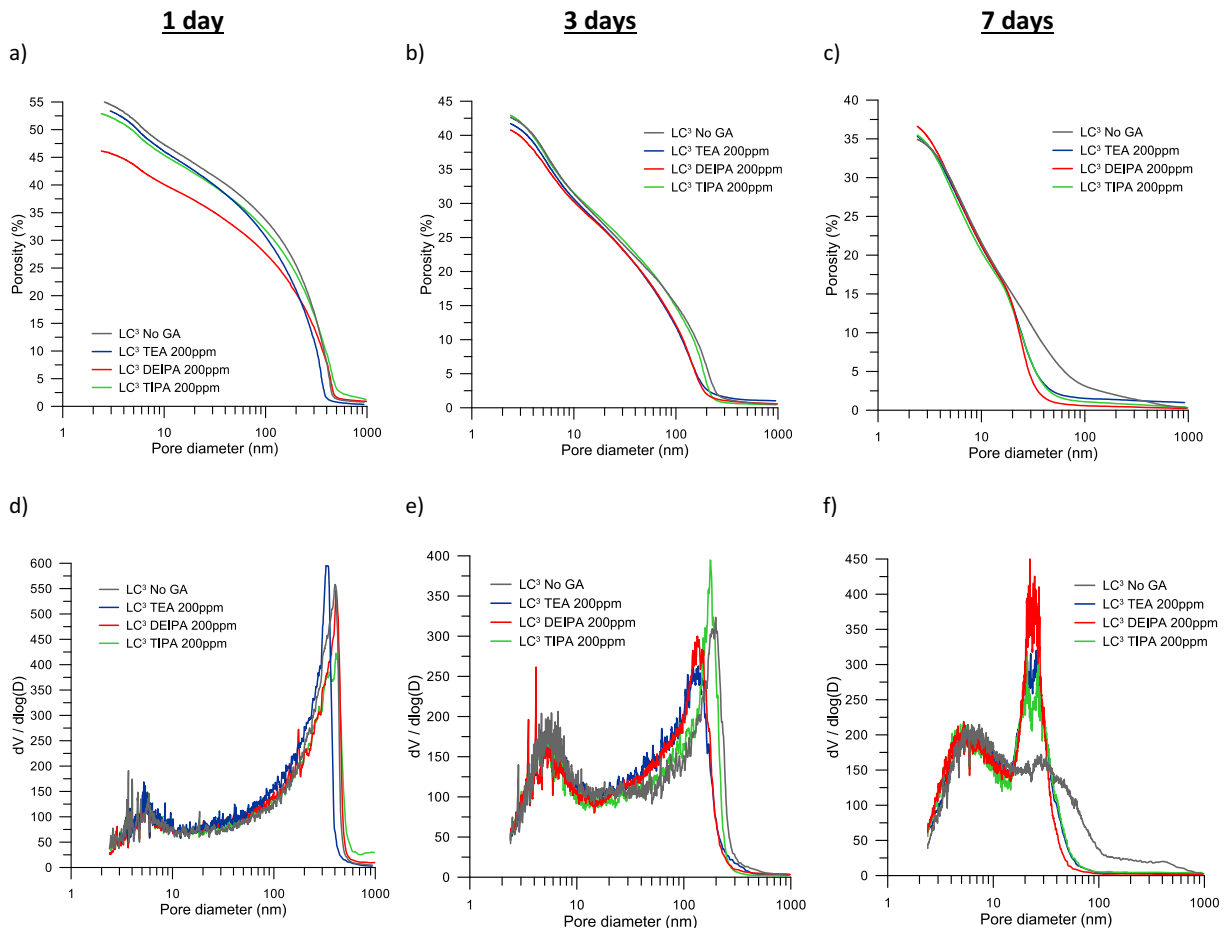 1 day
3 days
7 days
a)
b)
c)
55
50
45
40
35
30
25
20
15
10
5
0
Porosity (%)
LC³ No GA
LC³ TEA 200ppm
LC³ DEIPA 200ppm
LC³ TIPA 200ppm
1
10
100
1000
Pore diameter (nm)
45
40
35
30
25
20
15
10
5
0
Porosity (%)
LC³ No GA
LC³ TEA 200ppm
LC³ DEIPA 200ppm
LC³ TIPA 200ppm
1
10
100
1000
Pore diameter (nm)
40
35
30
25
20
15
10
5
0
Porosity (%)
LC³ No GA
LC³ TEA 200ppm
LC³ DEIPA 200ppm
LC³ TIPA 200ppm
1
10
100
1000
Pore diameter (nm)
d)
e)
f)
600
550
500
450
400
350
300
250
200
150
100
50
0
dV / dlog(D)
LC³ No GA
LC³ TEA 200ppm
LC³ DEIPA 200ppm
LC³ TIPA 200ppm
1
10
100
1000
Pore diameter (nm)
400
350
300
250
200
150
100
50
0
dV / dlog(D)
LC³ No GA
LC³ TEA 200ppm
LC³ DEIPA 200ppm
LC³ TIPA 200ppm
1
10
100
1000
Pore diameter (nm)
450
400
350
300
250
200
150
100
50
0
dV / dlog(D)
LC³ No GA
LC³ TEA 200ppm
LC³ DEIPA 200ppm
LC³ TIPA 200ppm
1
10
100
1000
Pore diameter (nm)